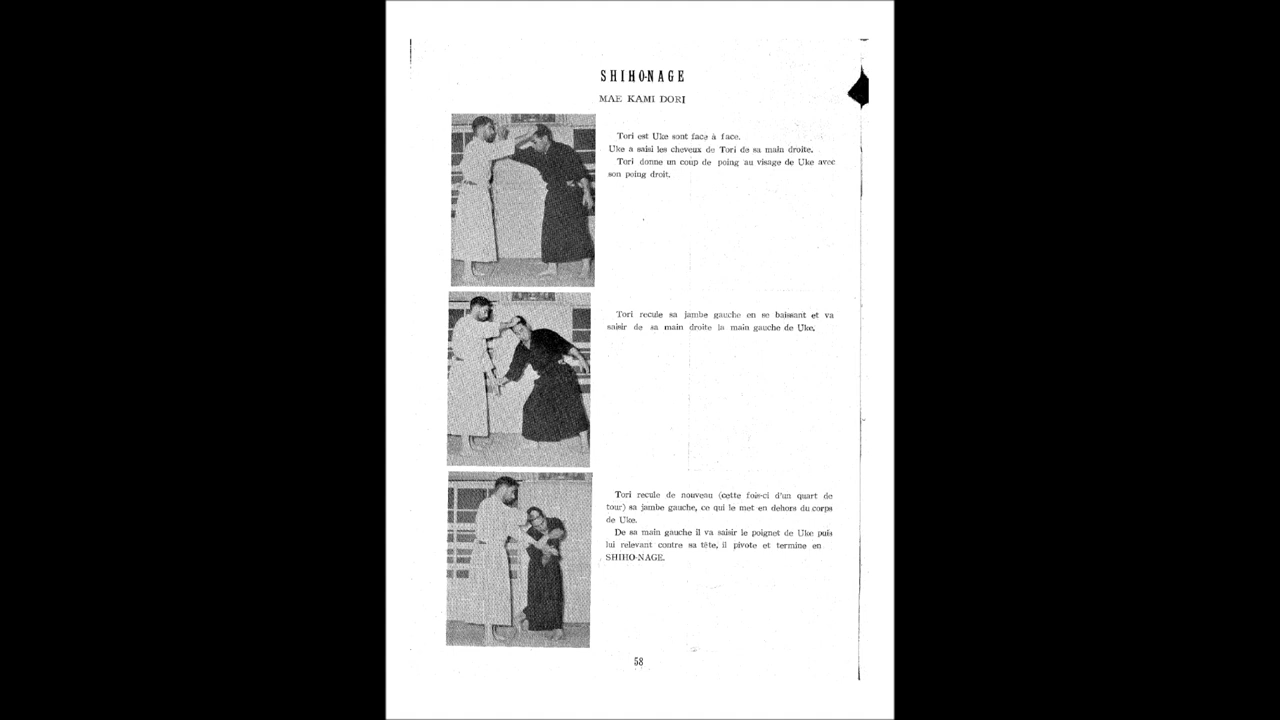 SHIHO-NAGE
MAE KAMI DORI
Tori est Uke sont face à face.
Uke a saisi les cheveux de Tori de sa main droite.
Tori donne un coup de poing au visage de Uke avec
son poing droit.
Tori recule sa jambe gauche en se baissant et va
saisir de sa main droite la main gauche de Uke.
Tori recule de nouveau (cette fois-ci d'un quart de
tour) sa jambe gauche, ce qui le met en dehors du corps
de Uke.
De sa main gauche il va saisir le poignet de Uke puis
lui relevant contre sa tête, il pivote et termine en
SHIHO-NAGE.
58